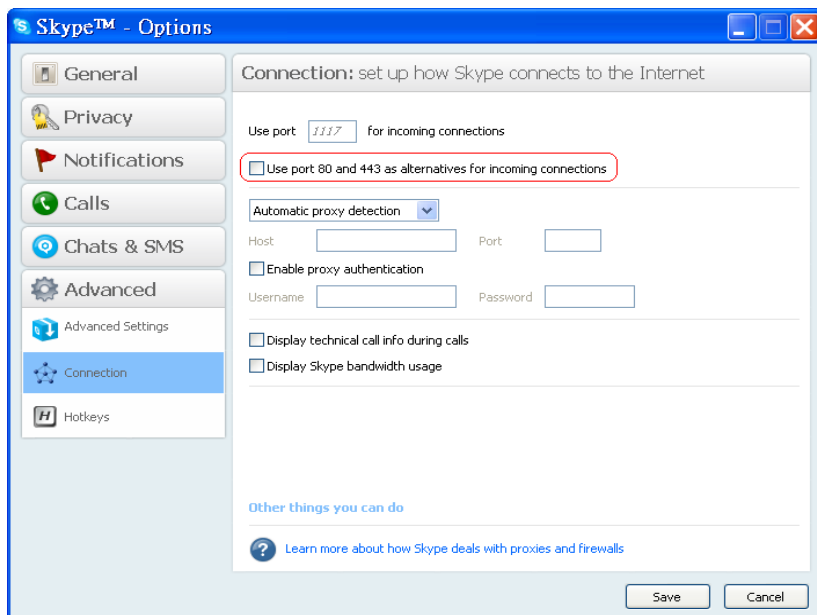 Skype™ - Options
General
Privacy
Notifications
Calls
Chats & SMS
Advanced
Advanced Settings
Connection
Hotkeys
Connection: set up how Skype connects to the Internet
Use port 1117 for incoming connections
Use port 80 and 443 as alternatives for incoming connections
Automatic proxy detection
Host Port
Enable proxy authentication
Username Password
Display technical call info during calls
Display Skype bandwidth usage
Other things you can do
? Learn more about how Skype deals with proxies and firewalls
Save Cancel